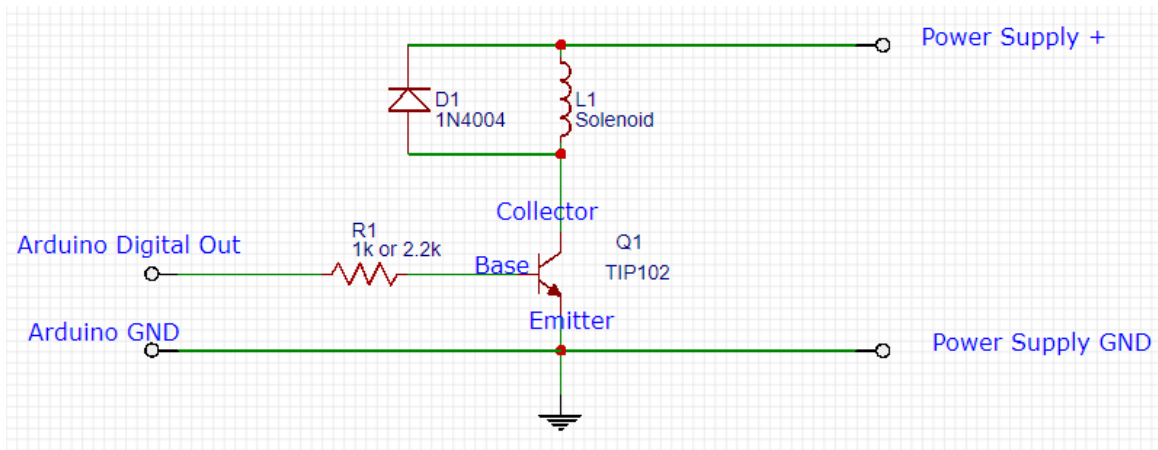 Power Supply +
D1
1N4004
L1
Solenoid
Collector
Arduino Digital Out
R1
1k or 2.2k
Base
Q1
TIP102
Emitter
Arduino GND
Power Supply GND